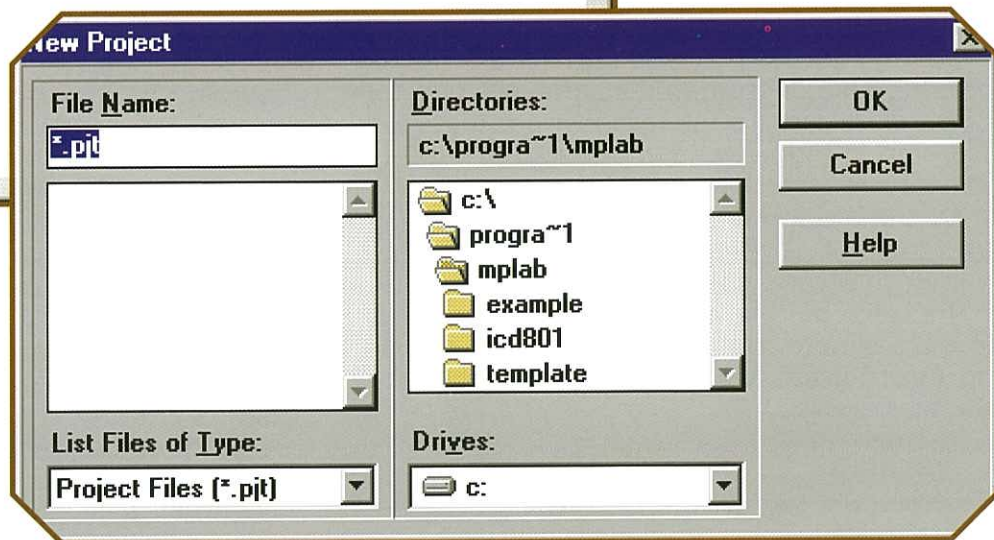 New Project
File Name:
*.pjt
List Files of Type:
Project Files (*.pjt)
Directories:
c:\progra~1\mplab
c:\
progra~1
mplab
example
icd801
template
Drives:
c:
OK
Cancel
Help